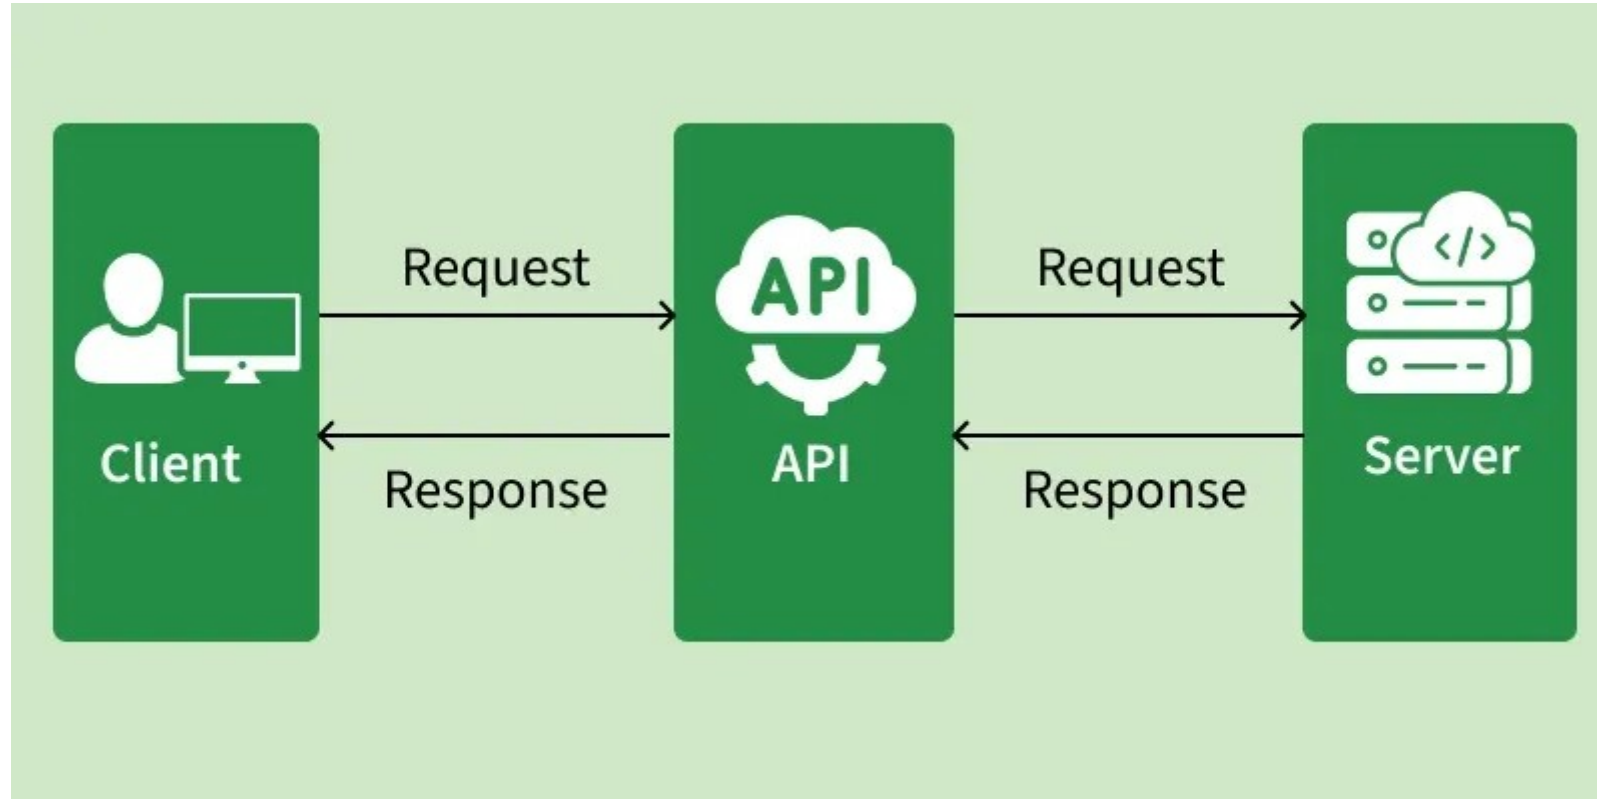 Request
Request
API
</>
Client
API
Server
Response
Response